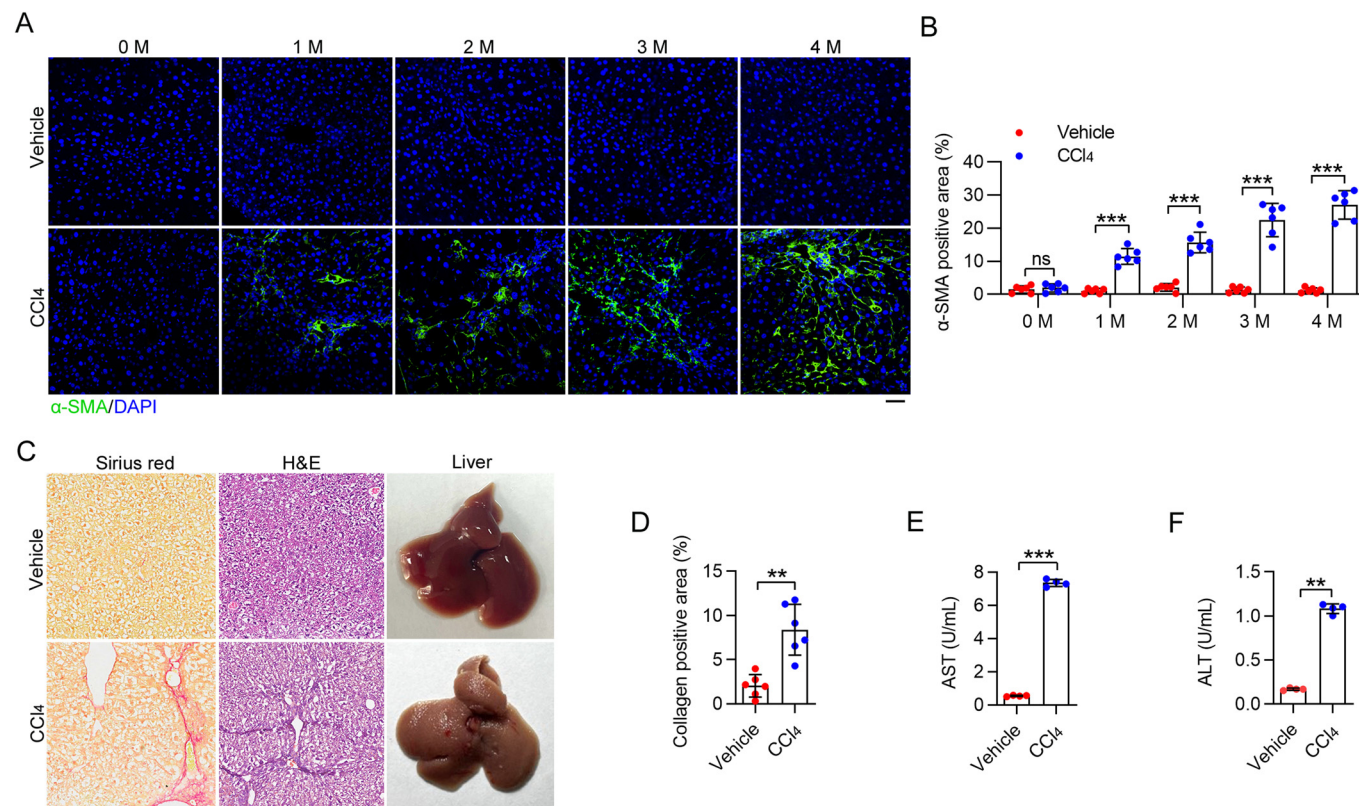 A
0 M 1 M 2 M 3 M 4 M
Vehicle
CCl4
α-SMA/DAPI
B
Vehicle
CCl4
α-SMA positive area (%)
40
30
20
10
0
ns *** *** *** ***
0 M 1 M 2 M 3 M 4 M
C
Sirius red H&E Liver
Vehicle
CCl4
D
Collagen positive area (%)
15
10
5
0
**
Vehicle CCl4
E
AST (U/mL)
8
6
4
2
0
***
Vehicle CCl4
F
ALT (U/mL)
1.5
1.0
0.5
0.0
**
Vehicle CCl4